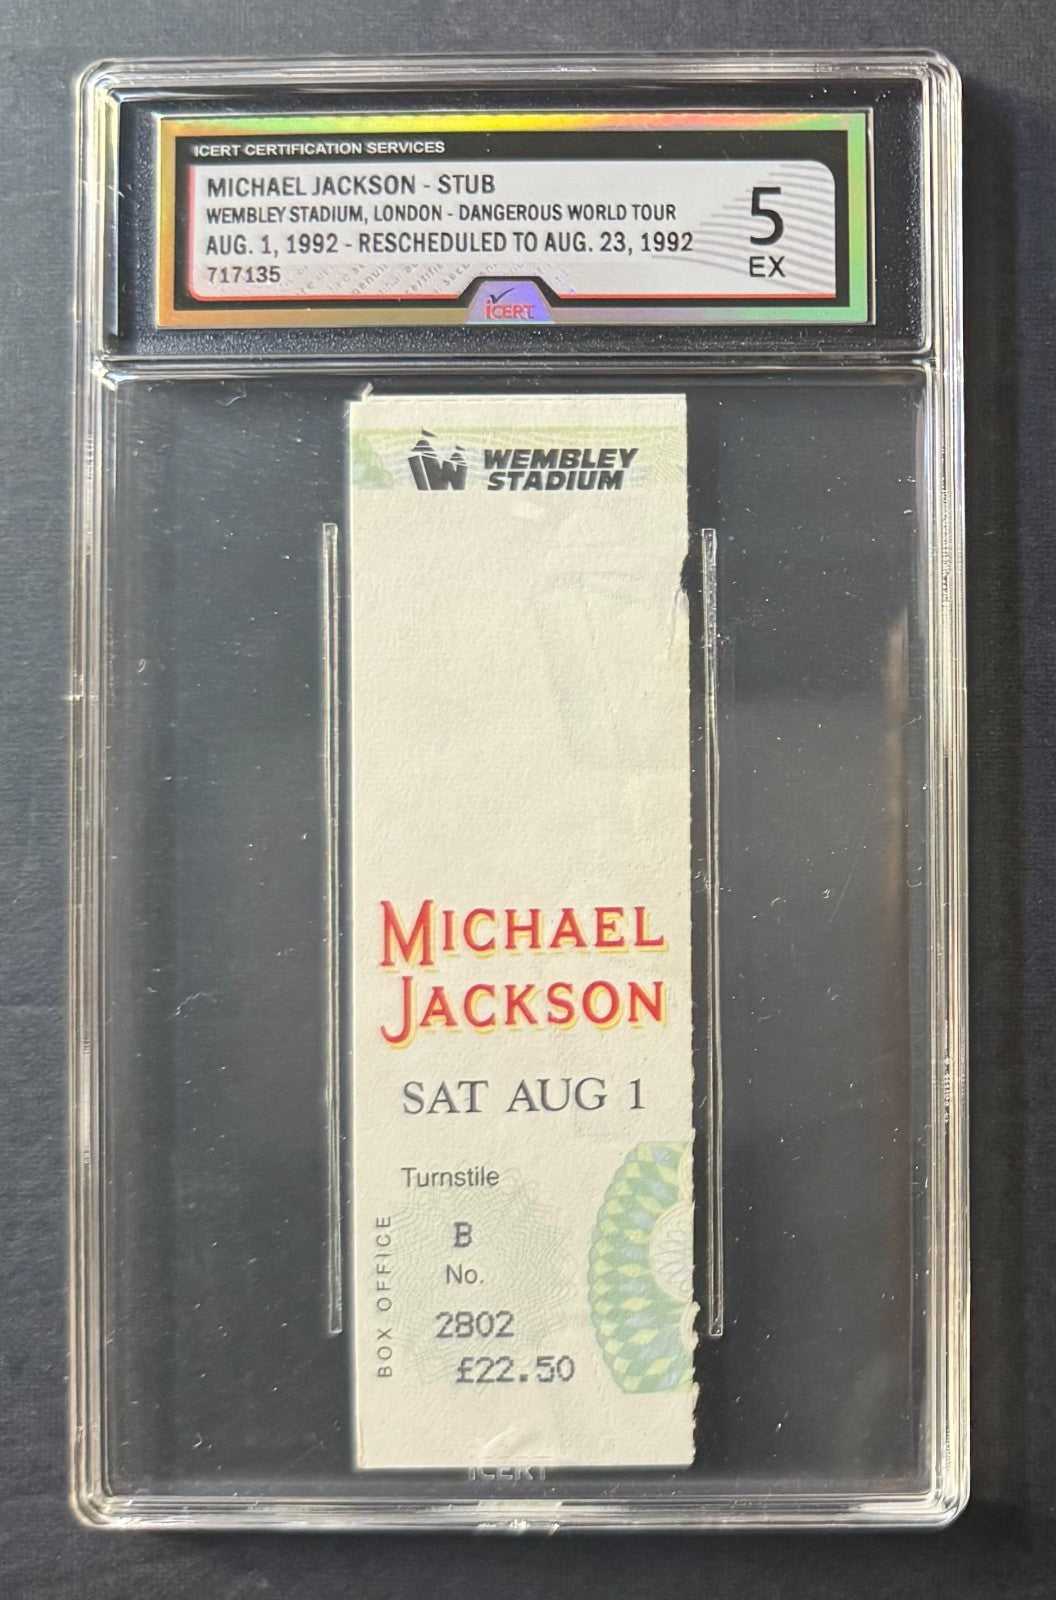 ICERT CERTIFICATION SERVICES
MICHAEL JACKSON - STUB
WEMBLEY STADIUM, LONDON - DANGEROUS WORLD TOUR
AUG. 1, 1992 - RESCHEDULED TO AUG. 23, 1992
717135
5
EX
iCERT
WEMBLEY
STADIUM
MICHAEL
JACKSON
SAT AUG 1
Turnstile
B
No.
2802
£22.50
BOX OFFICE
iCERT